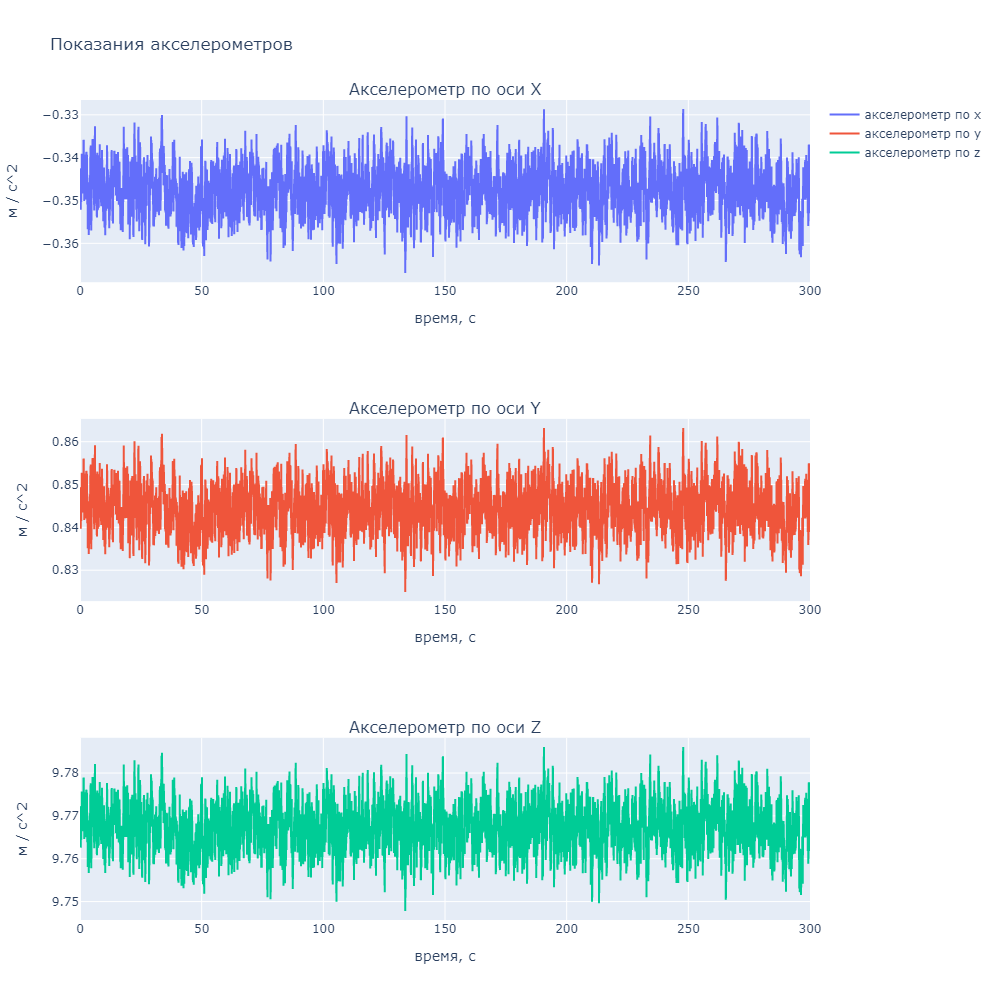 Показания акселерометров
Акселерометр по оси X
−0.33
−0.34
−0.35
−0.36
м / с^2
0 50 100 150 200 250 300
время, с
акселерометр по x
акселерометр по y
акселерометр по z
Акселерометр по оси Y
0.86
0.85
0.84
0.83
м / с^2
0 50 100 150 200 250 300
время, с
Акселерометр по оси Z
9.78
9.77
9.76
9.75
м / с^2
0 50 100 150 200 250 300
время, с